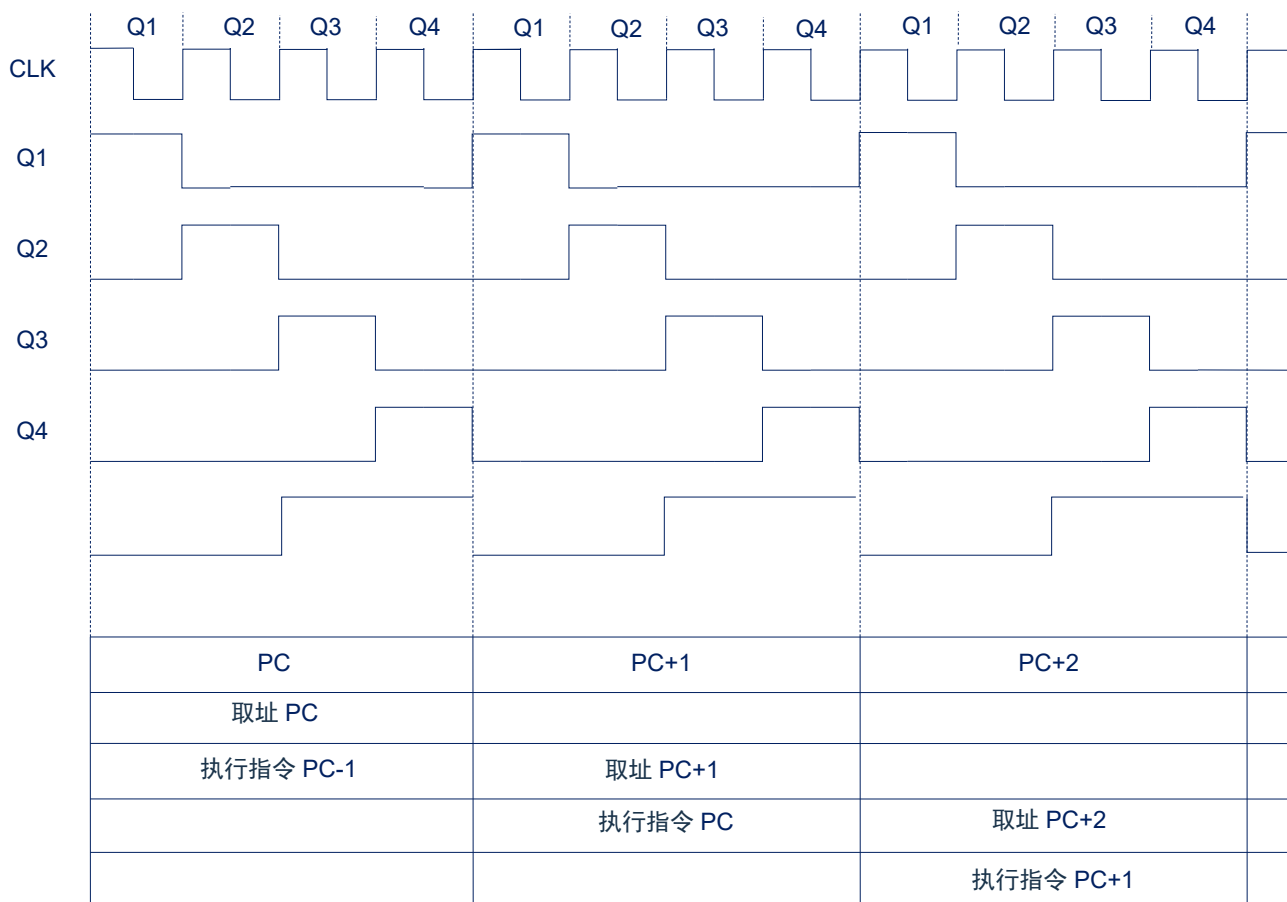 Q1 Q2 Q3 Q4 Q1 Q2 Q3 Q4 Q1 Q2 Q3 Q4
CLK
Q1
Q2
Q3
Q4
PC PC+1 PC+2
取址 PC
执行指令 PC-1 取址 PC+1
执行指令 PC 取址 PC+2
执行指令 PC+1